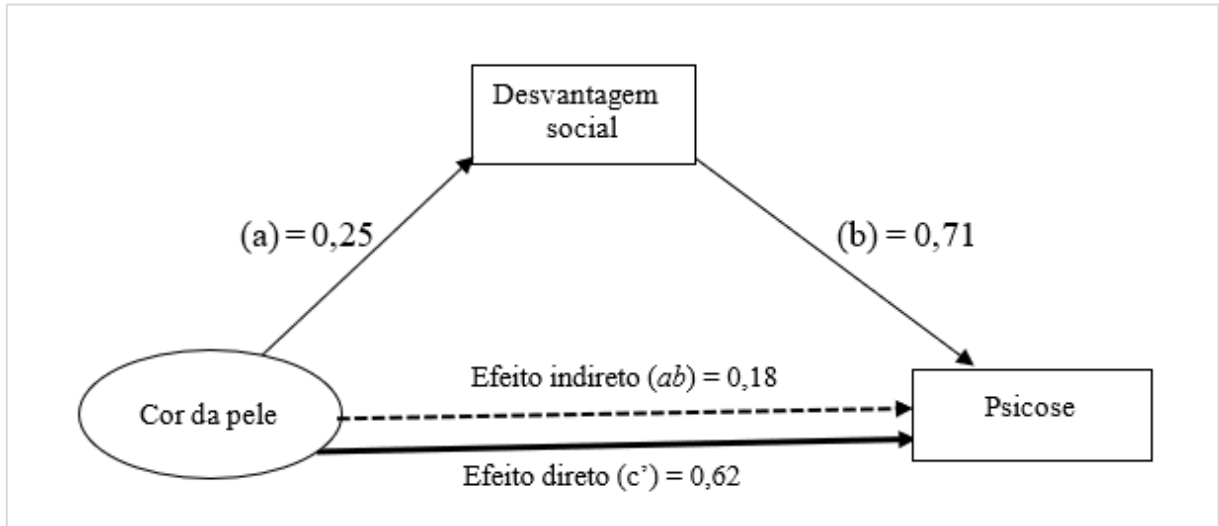 Desvantagem
social
(a) = 0,25
(b) = 0,71
Efeito indireto (ab) = 0,18
Cor da pele
Psicose
Efeito direto (c’) = 0,62